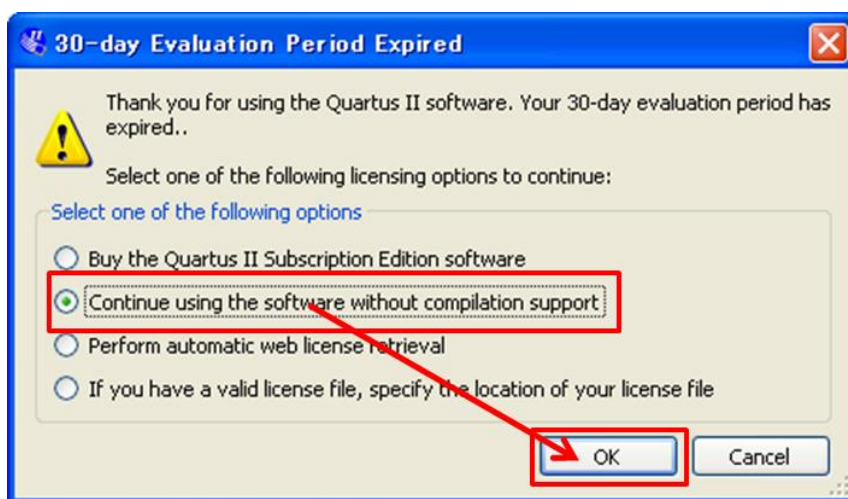 30-day Evaluation Period Expired
Thank you for using the Quartus II software. Your 30-day evaluation period has
expired..
Select one of the following licensing options to continue:
Select one of the following options
Buy the Quartus II Subscription Edition software
Continue using the software without compilation support
Perform automatic web license retrieval
If you have a valid license file, specify the location of your license file
OK
Cancel